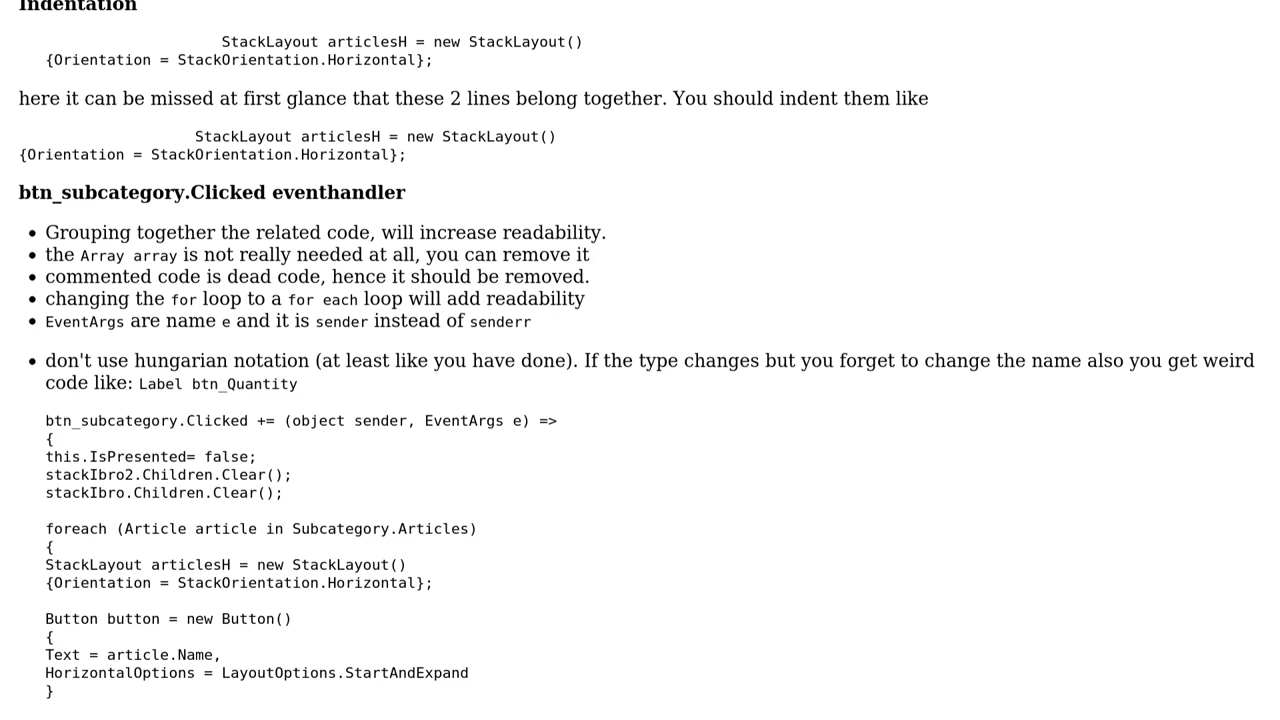 Indentation
StackLayout articlesH = new StackLayout()
{Orientation = StackOrientation.Horizontal};
here it can be missed at first glance that these 2 lines belong together. You should indent them like
StackLayout articlesH = new StackLayout()
{Orientation = StackOrientation.Horizontal};
btn_subcategory.Clicked eventhandler
• Grouping together the related code, will increase readability.
• the Array array is not really needed at all, you can remove it
• commented code is dead code, hence it should be removed.
• changing the for loop to a for each loop will add readability
• EventArgs are name e and it is sender instead of senderr
• don't use hungarian notation (at least like you have done). If the type changes but you forget to change the name also you get weird
code like: Label btn_Quantity
btn_subcategory.Clicked += (object sender, EventArgs e) =>
{
this.IsPresented= false;
stackIbro2.Children.Clear();
stackIbro.Children.Clear();
foreach (Article article in Subcategory.Articles)
{
StackLayout articlesH = new StackLayout()
{Orientation = StackOrientation.Horizontal};
Button button = new Button()
{
Text = article.Name,
HorizontalOptions = LayoutOptions.StartAndExpand
}